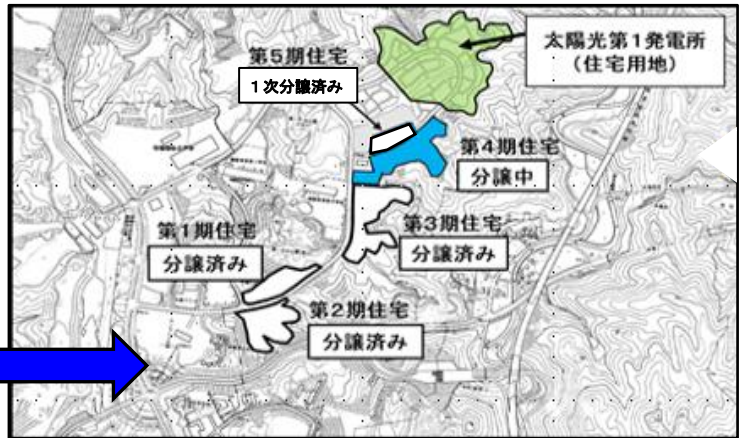 太陽光第1発電所
(住宅用地)
第5期住宅
1次分譲済み
第4期住宅
分譲中
第3期住宅
分譲済み
第1期住宅
分譲済み
第2期住宅
分譲済み